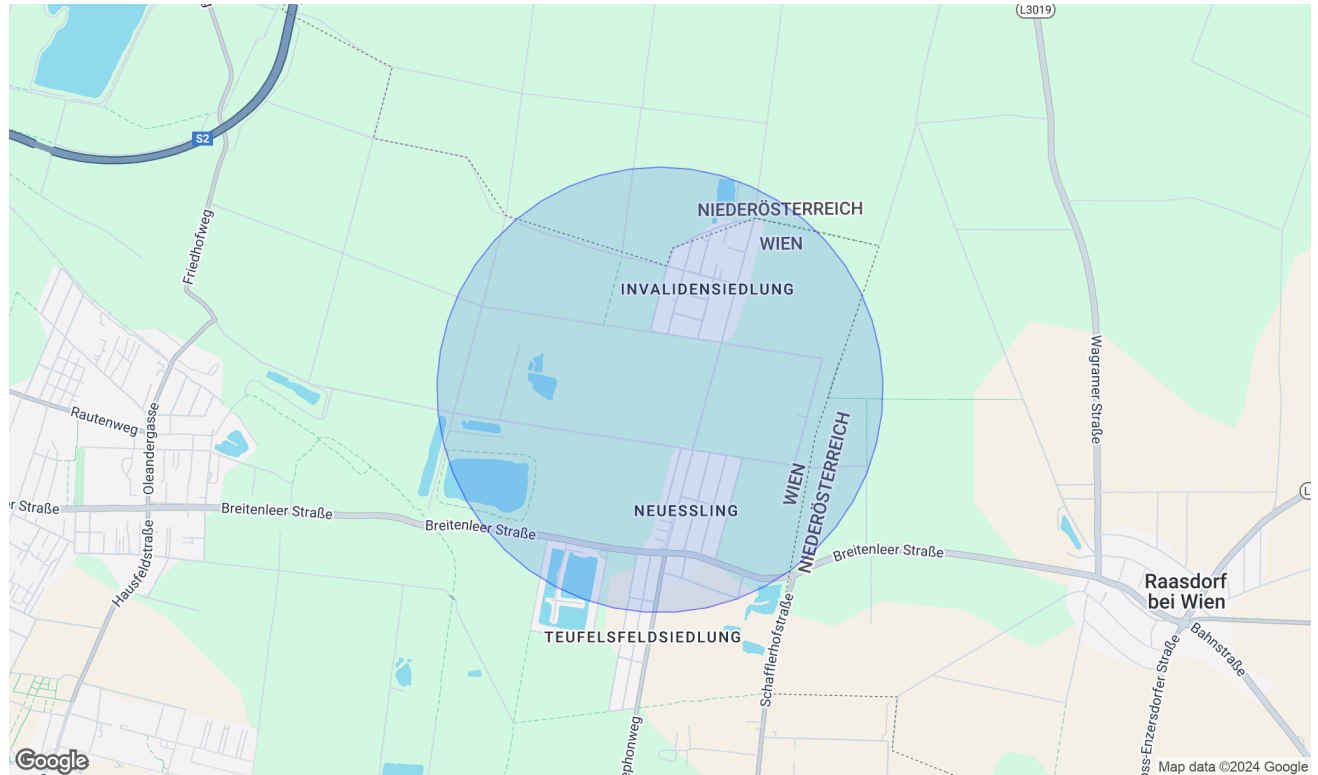 L3019
S2
Friedhofweg
NIEDERÖSTERREICH
WIEN
INVALIDENSIEDLUNG
Wagramer Straße
Rautenweg
Oleandergasse
WIEN
NIEDERÖSTERREICH
Straße
Breitenleer Straße
Breitenleer Straße
NEUESSLING
Breitenleer Straße
Hausfeldstraße
Raasdorf
bei Wien
TEUFELSFELDSIEDLUNG
Schafflerhofstraße
Bahnstraße
Google
Map data ©2024 Google